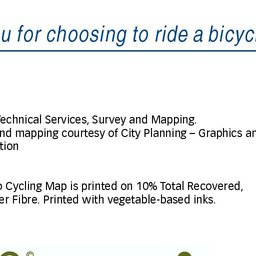 u for choosing to ride a bicyc
Technical Services, Survey and Mapping.
nd mapping courtesy of City Planning – Graphics an
tion
o Cycling Map is printed on 10% Total Recovered,
er Fibre. Printed with vegetable-based inks.
©